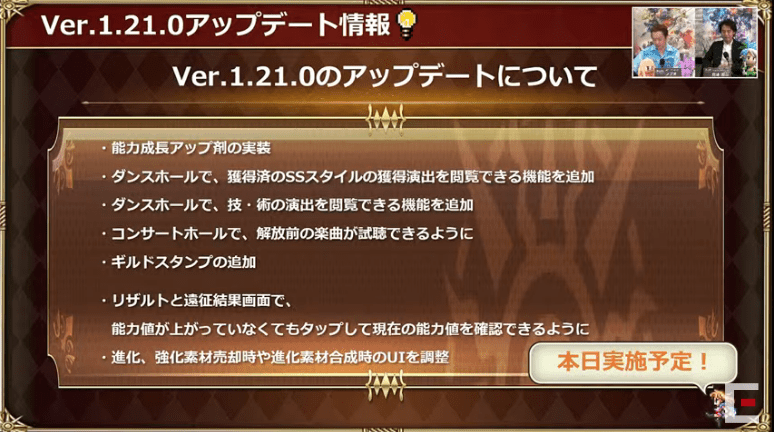 Ver.1.21.0アップデート情報
Ver.1.21.0のアップデートについて
・能力成長アップ剤の実装
・ダンスホールで、獲得済のSSスタイルの獲得演出を閲覧できる機能を追加
・ダンスホールで、技・術の演出を閲覧できる機能を追加
・コンサートホールで、解放前の楽曲が試聴できるように
・ギルドスタンプの追加
・リザルトと遠征結果画面で、
能力値が上がっていなくてもタップして現在の能力値を確認できるように
・進化、強化素材売却時や進化素材合成時のUIを調整
本日実施予定！